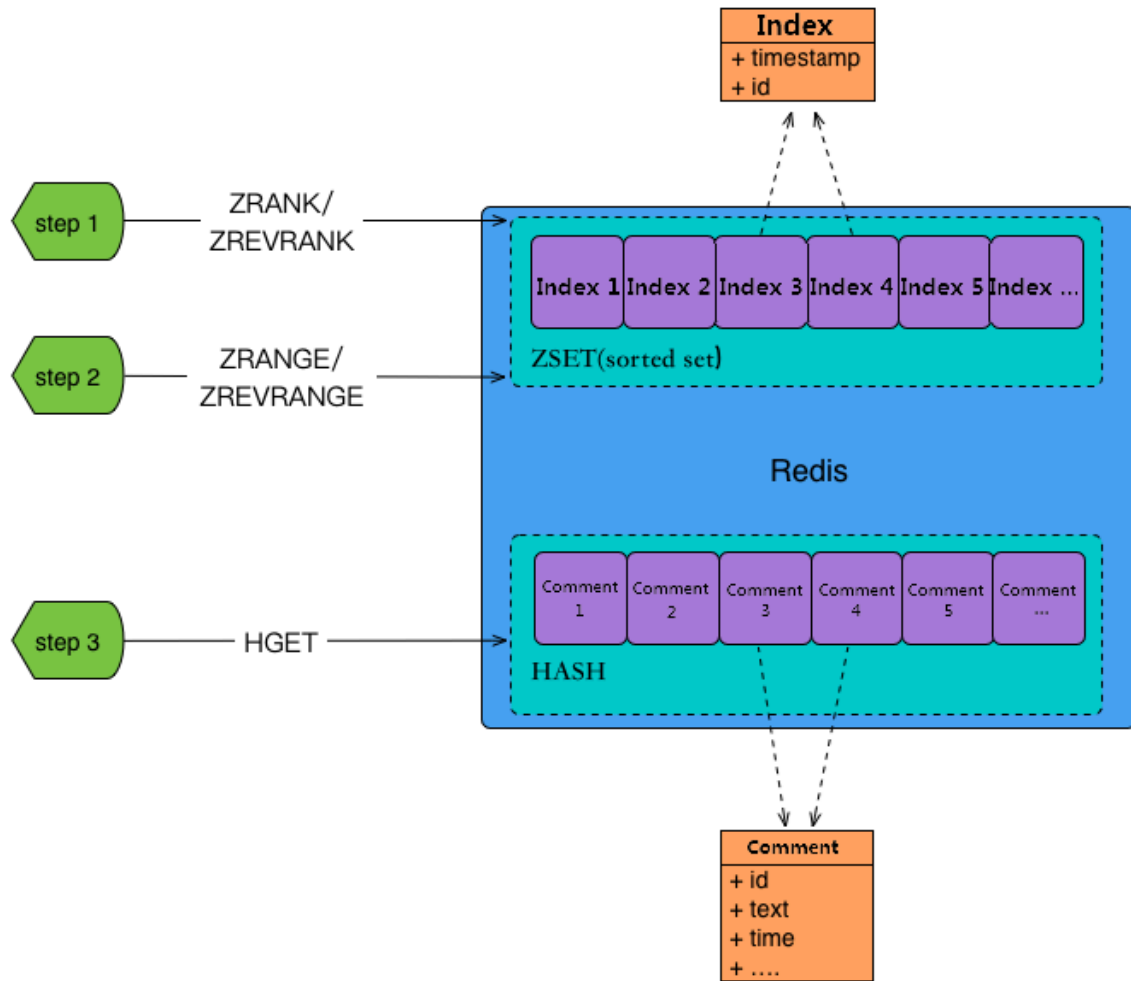 Index
+ timestamp
+ id
step 1
ZRANK/
ZREVRANK
Index 1
Index 2
Index 3
Index 4
Index 5
Index ...
ZSET(sorted set)
step 2
ZRANGE/
ZREVRANGE
Redis
step 3
HGET
Comment
1
Comment
2
Comment
3
Comment
4
Comment
5
Comment
...
HASH
Comment
+ id
+ text
+ time
+ ....